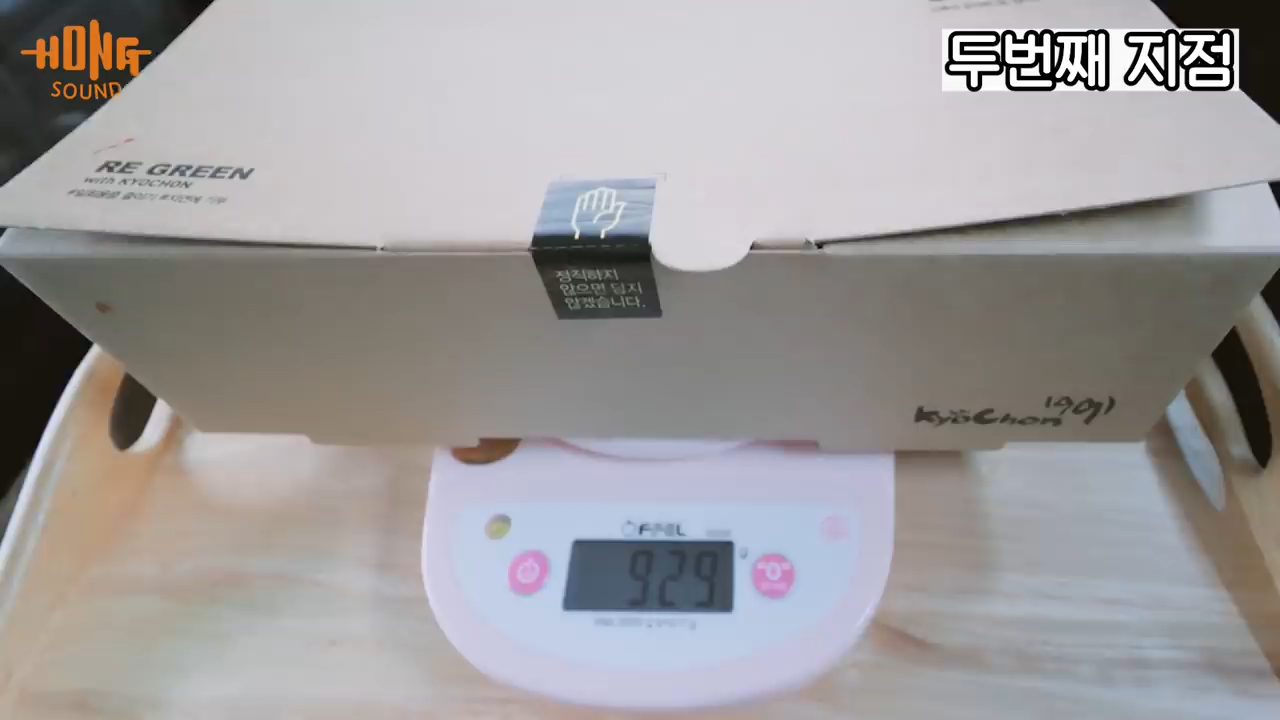 HONG
SOUND
두번째 지점
RE GREEN
with KYOCHON
정직하지
않으면 담지
않겠습니다.
KyoChon 1991
929
g